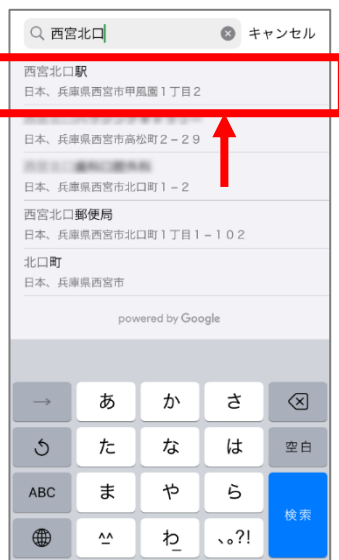 西宮北口
キャンセル
西宮北口駅
日本、兵庫県西宮市甲風園1丁目2
日本、兵庫県西宮市高松町2−29
日本、兵庫県西宮市北口町1−2
西宮北口郵便局
日本、兵庫県西宮市北口町1丁目1−102
北口町
日本、兵庫県西宮市
powered by Google
→ あ か さ
た な は 空白
ABC ま や ら
検索
^^ わ 、。?!